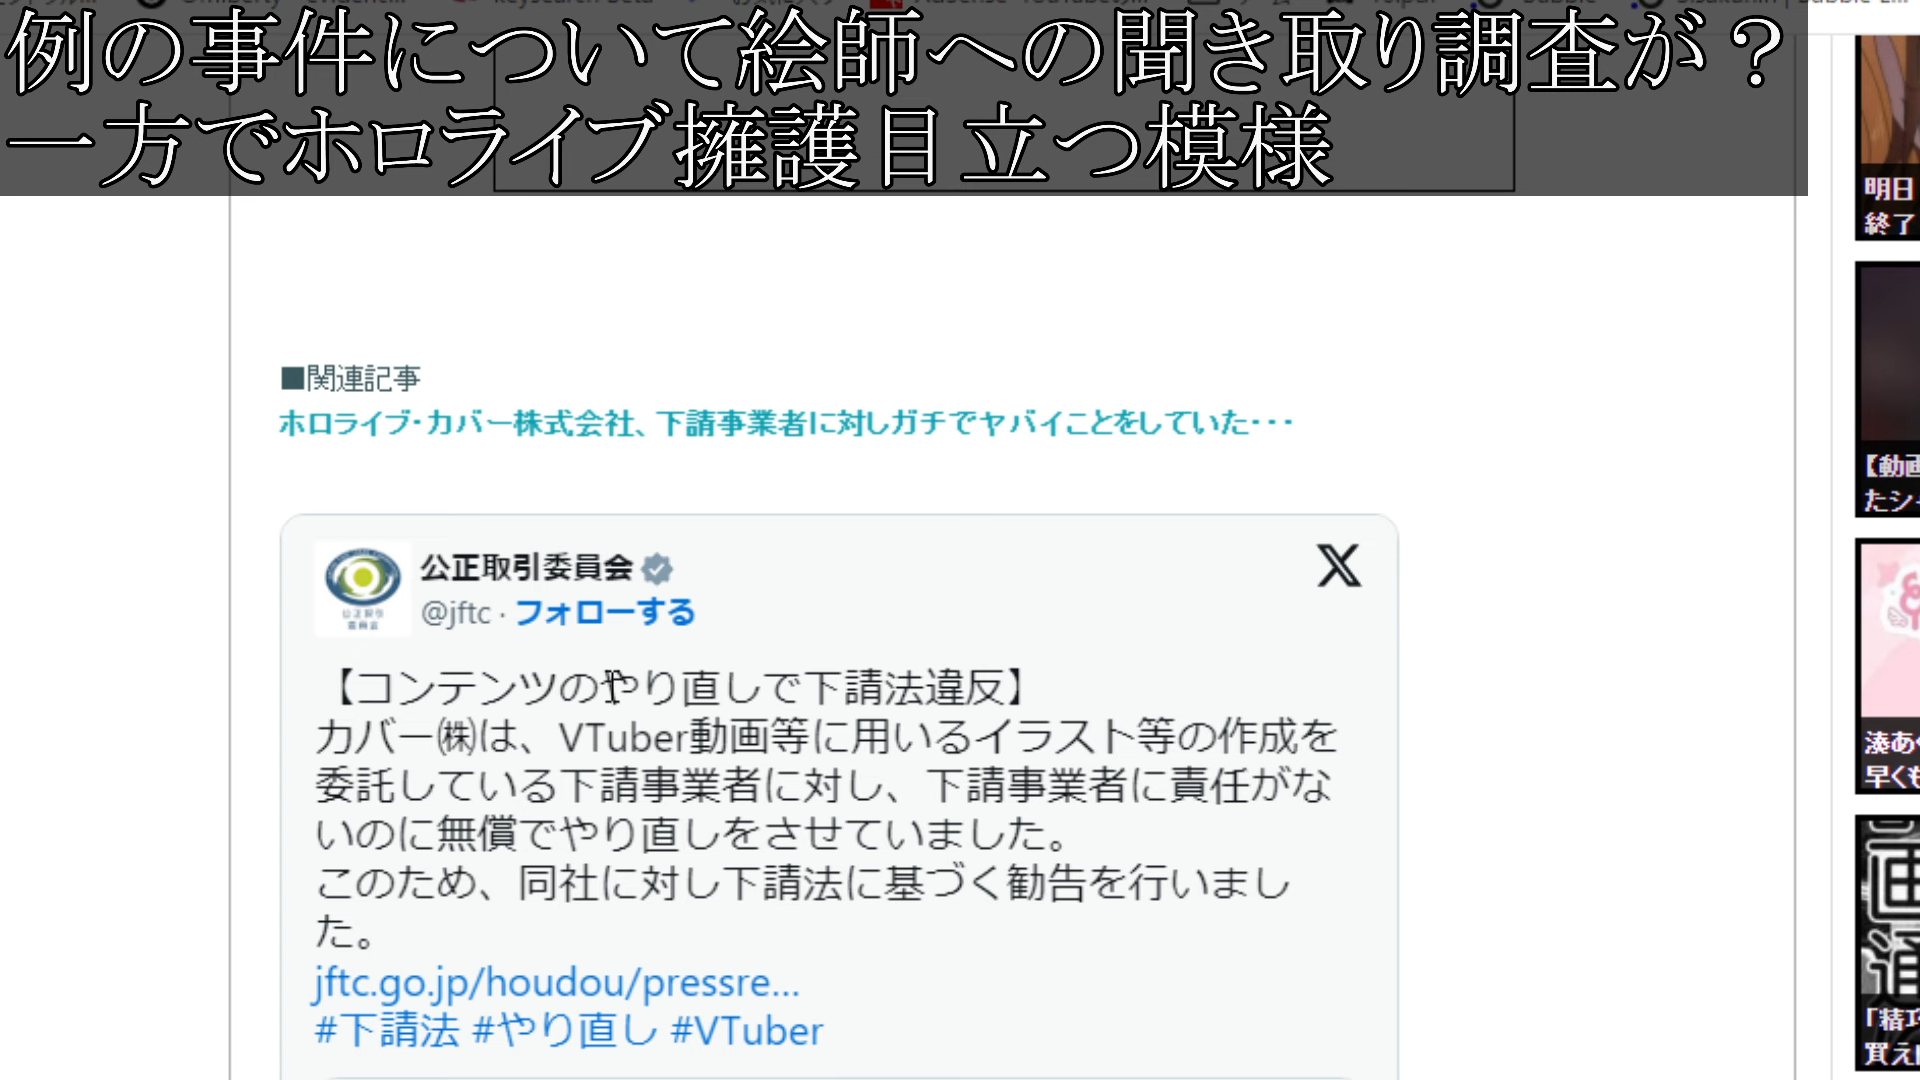 例の事件について絵師への聞き取り調査が？
一方でホロライブ擁護目立つ模様
■関連記事
ホロライブ・カバー株式会社、下請事業者に対しガチでヤバイことをしていた・・・
公正取引委員会
@jftc · フォローする
【コンテンツのやり直しで下請法違反】
カバー㈱は、VTuber動画等に用いるイラスト等の作成を
委託している下請事業者に対し、下請事業者に責任がな
いのに無償でやり直しをさせていました。
このため、同社に対し下請法に基づく勧告を行いまし
た。
jftc.go.jp/houdou/pressre...
#下請法 #やり直し #VTuber
明日
終了
【動画
たシ
湊あ
早くも
「精巧
買え